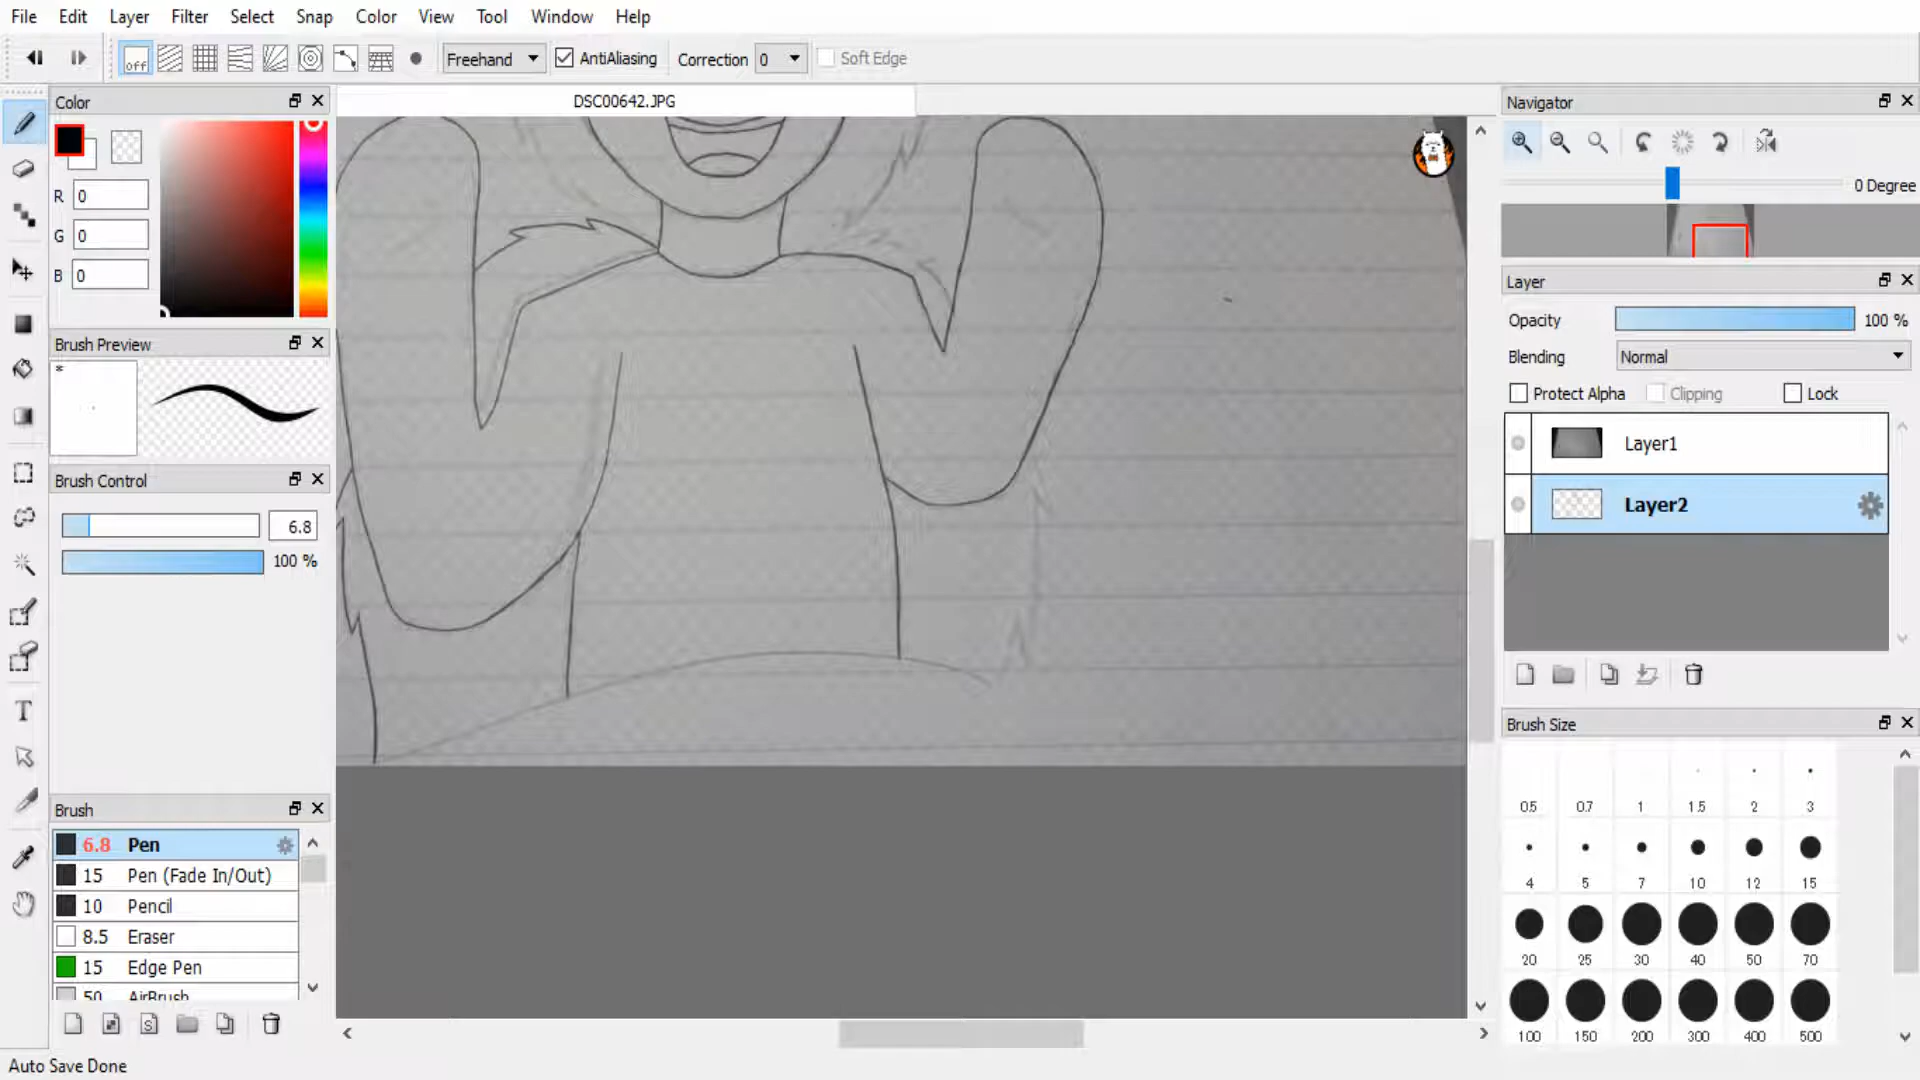 File Edit Layer Filter Select Snap Color View Tool Window Help
off Freehand AntiAliasing Correction 0 Soft Edge
Color
R 0
G 0
B 0
Brush Preview
*
Brush Control
6.8
100 %
Brush
6.8 Pen
15 Pen (Fade In/Out)
10 Pencil
8.5 Eraser
15 Edge Pen
50 AirBrush
S
T
Auto Save Done
DSC00642.JPG
Navigator
0 Degree
Layer
Opacity 100 %
Blending Normal
Protect Alpha Clipping Lock
Layer1
Layer2
Brush Size
0.5 0.7 1 1.5 2 3
4 5 7 10 12 15
20 25 30 40 50 70
100 150 200 300 400 500